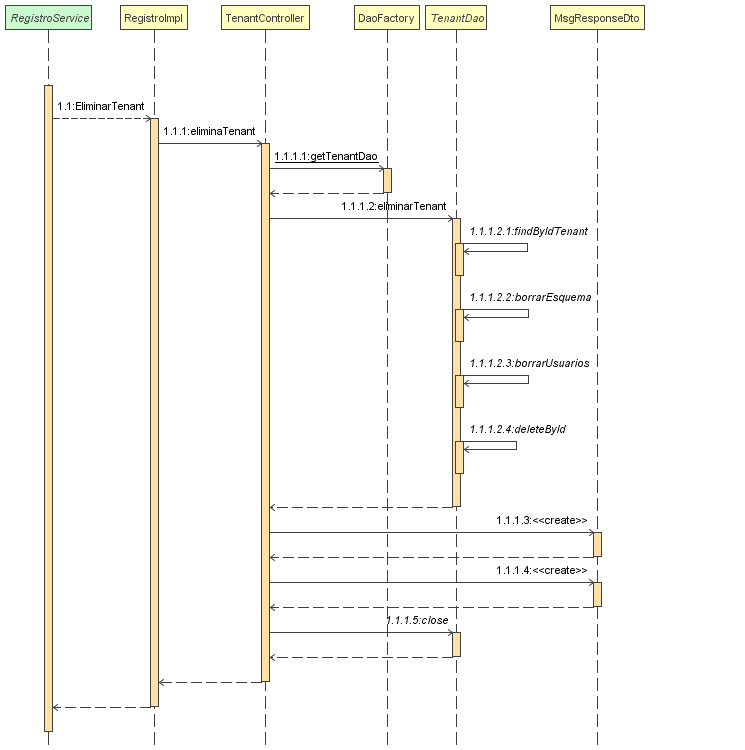 RegistroService RegistroImpl TenantController DaoFactory TenantDao MsgResponseDto
1.1:EliminarTenant
1.1.1:eliminaTenant
1.1.1.1:getTenantDao
1.1.1.2:eliminarTenant
1.1.1.2.1:findByIdTenant
1.1.1.2.2:borrarEsquema
1.1.1.2.3:borrarUsuarios
1.1.1.2.4:deleteById
1.1.1.3:<<create>>
1.1.1.4:<<create>>
1.1.1.5:close